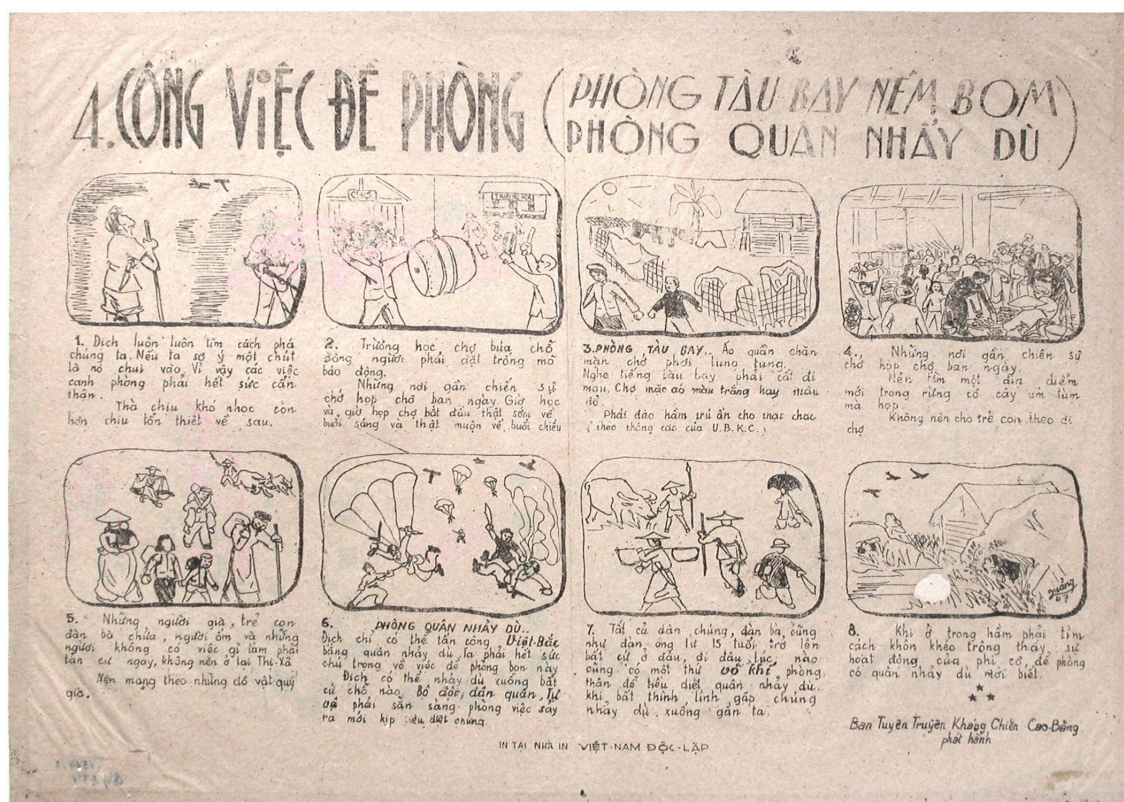 4. CÔNG VIỆC ĐỀ PHÒNG (PHÒNG TÀU BAY NÉM BOM
PHÒNG QUÂN NHẢY DÙ)
1. Địch luôn luôn tìm cách phá
chúng ta. Nếu ta sơ ý một chút
là nó chui vào. Vì vậy các việc
canh phòng phải hết sức cẩn
thận.
Thà chịu khó nhọc còn
hơn chịu tổn thiệt về sau.
2. Trường học chợ búa chỗ
đông người phải đặt trống mõ
báo động.
Những nơi gần chiến sự
chớ họp chợ ban ngày. Giờ học
và giờ họp chợ bắt đầu thật sớm về
buổi sáng và thật muộn về buổi chiều
3. PHÒNG TÀU BAY.. Áo quần chăn
màn chớ phơi lung tung.
Nghe tiếng tàu bay phải cất đi
mau. Chớ mặc áo mầu trắng hay mầu
đỏ
Phải đào hầm trú ẩn cho
(theo thông cáo của U.B.K.C.)
4. Những nơi gần chiến sự
chớ họp chợ ban ngày.
Nên tìm một địa điểm
mới trong rừng có cây um tùm
mà họp.
Không nên cho trẻ con theo đi
chợ
5. Những người già, trẻ con
đàn bà chửa, người ốm và những
người không có việc gì làm phải
tản cư ngay, không nên ở lại Thị-Xã
Nên mang theo những đồ vật quý
giá.
6. PHÒNG QUÂN NHẢY DÙ..
Địch chỉ có thể tấn công Việt-Bắc
bằng quân nhảy dù, ta phải hết sức
chú trọng về việc đề phòng bọn này
Địch có thể nhảy dù xuống bất
cứ chỗ nào. Bộ đội, dân quân, Tự
vệ phải sẵn sàng phòng việc sảy
ra mới kịp tiêu diệt chúng.
7. Tất cả dân chúng, đàn bà cũng
như đàn ông từ 15 tuổi trở lên
bất cứ ở đâu, đi đâu, lúc nào
cũng có một thứ võ khí phòng
thân để tiêu diệt quân nhảy dù.
khi bất thình lình gặp chúng
nhảy dù xuống gần ta.
8. Khi ở trong hầm phải tìm
cách khôn khéo trông thấy sự
hoạt động của phi cơ để phòng
có quân nhảy dù mới biết.
Ban Tuyên Truyền Kháng Chiến Cao-Bằng
phát hành
IN TẠI NHÀ IN VIỆT-NAM ĐỘC-LẬP